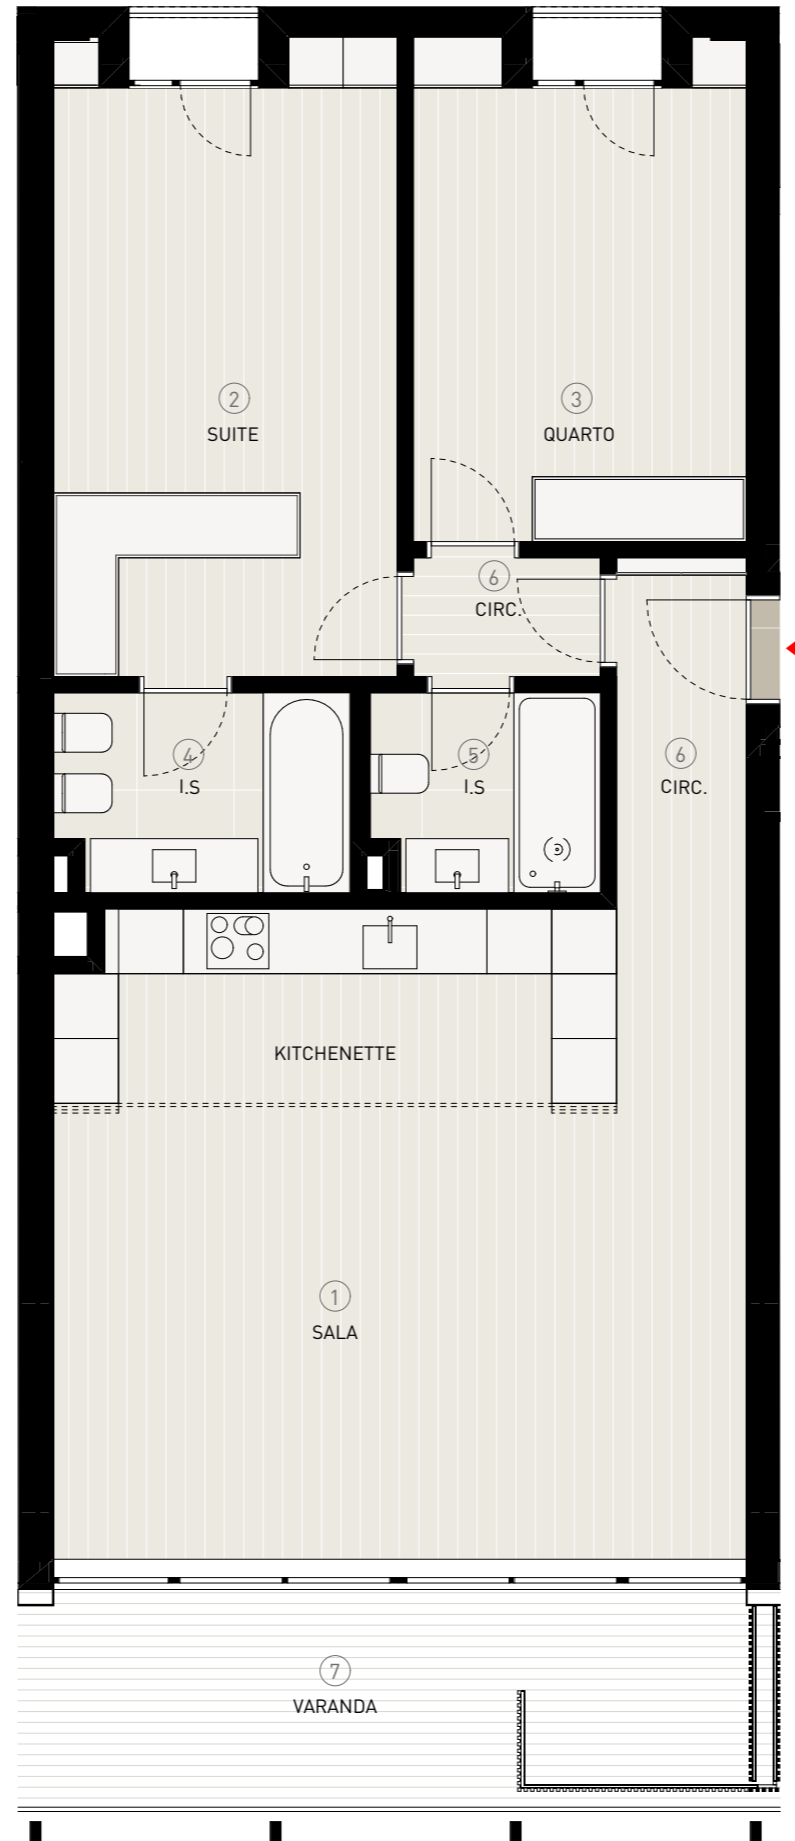 2
SUITE
3
QUARTO
6
CIRC.
4
I.S
5
I.S
6
CIRC.
KITCHENETTE
1
SALA
7
VARANDA